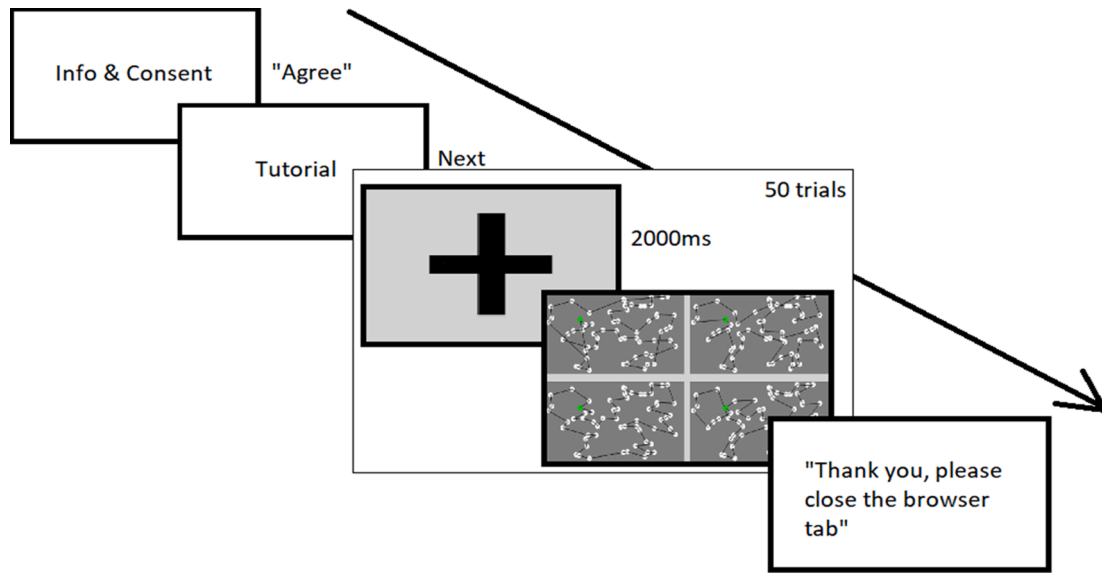 Info & Consent
"Agree"
Tutorial
Next
50 trials
2000ms
"Thank you, please
close the browser
tab"